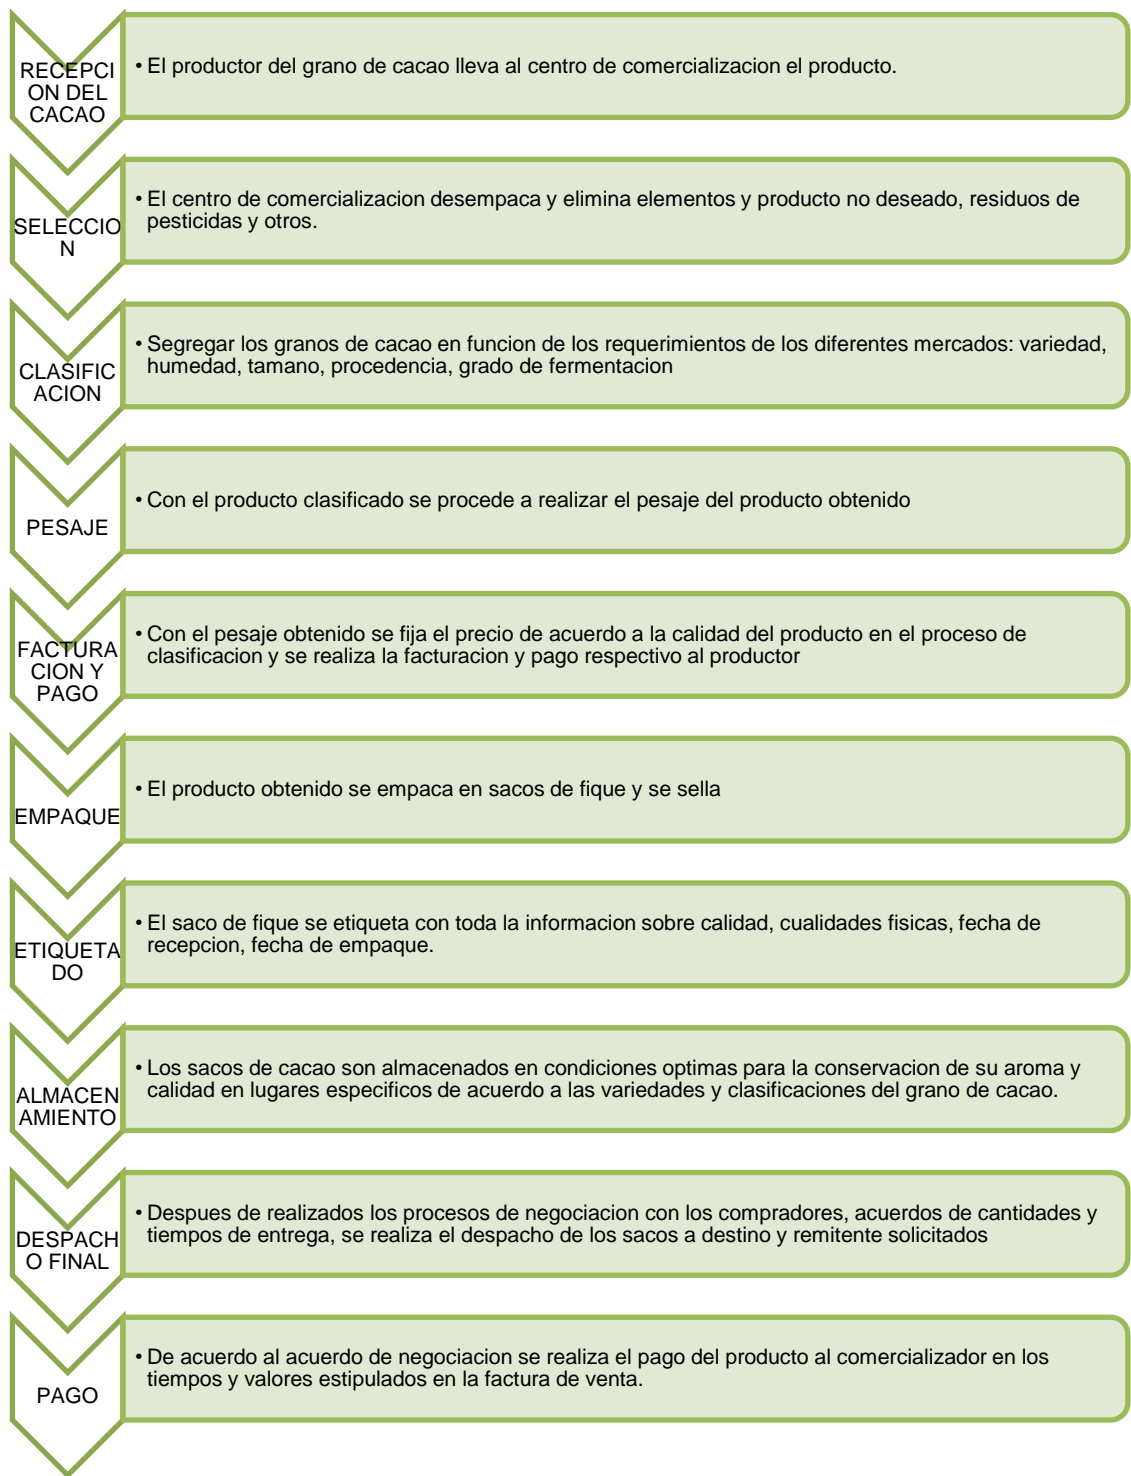 RECEPCI
ON DEL
CACAO
• El productor del grano de cacao lleva al centro de comercializacion el producto.
SELECCIO
N
• El centro de comercializacion desempaca y elimina elementos y producto no deseado, residuos de
pesticidas y otros.
CLASIFIC
ACION
• Segregar los granos de cacao en funcion de los requerimientos de los diferentes mercados: variedad,
humedad, tamano, procedencia, grado de fermentacion
PESAJE
• Con el producto clasificado se procede a realizar el pesaje del producto obtenido
FACTURA
CION Y
PAGO
• Con el pesaje obtenido se fija el precio de acuerdo a la calidad del producto en el proceso de
clasificacion y se realiza la facturacion y pago respectivo al productor
EMPAQUE
• El producto obtenido se empaca en sacos de fique y se sella
ETIQUETA
DO
• El saco de fique se etiqueta con toda la informacion sobre calidad, cualidades fisicas, fecha de
recepcion, fecha de empaque.
ALMACEN
AMIENTO
• Los sacos de cacao son almacenados en condiciones optimas para la conservacion de su aroma y
calidad en lugares especificos de acuerdo a las variedades y clasificaciones del grano de cacao.
DESPACH
O FINAL
• Despues de realizados los procesos de negociacion con los compradores, acuerdos de cantidades y
tiempos de entrega, se realiza el despacho de los sacos a destino y remitente solicitados
PAGO
• De acuerdo al acuerdo de negociacion se realiza el pago del producto al comercializador en los
tiempos y valores estipulados en la factura de venta.